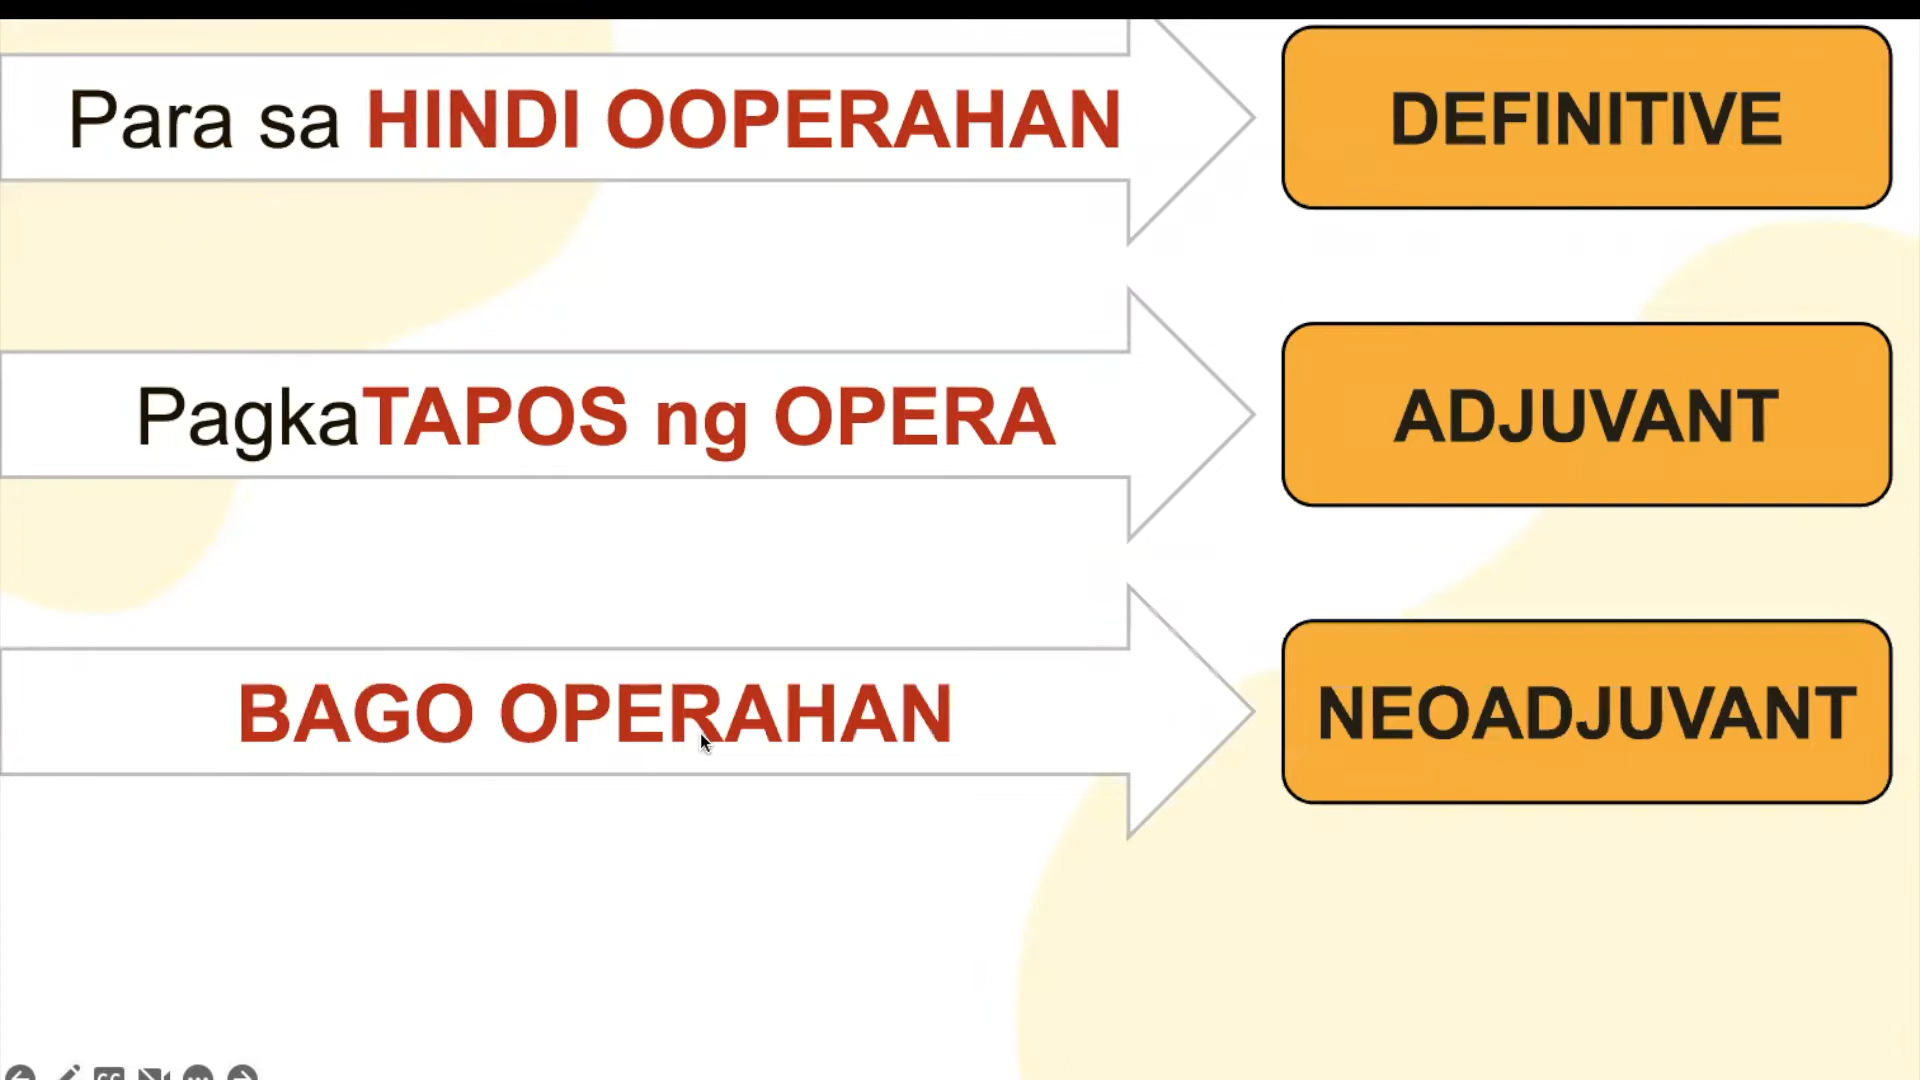 Para sa HINDI OOPERAHAN
DEFINITIVE
PagkaTAPOS ng OPERA
ADJUVANT
BAGO OPERAHAN
NEOADJUVANT